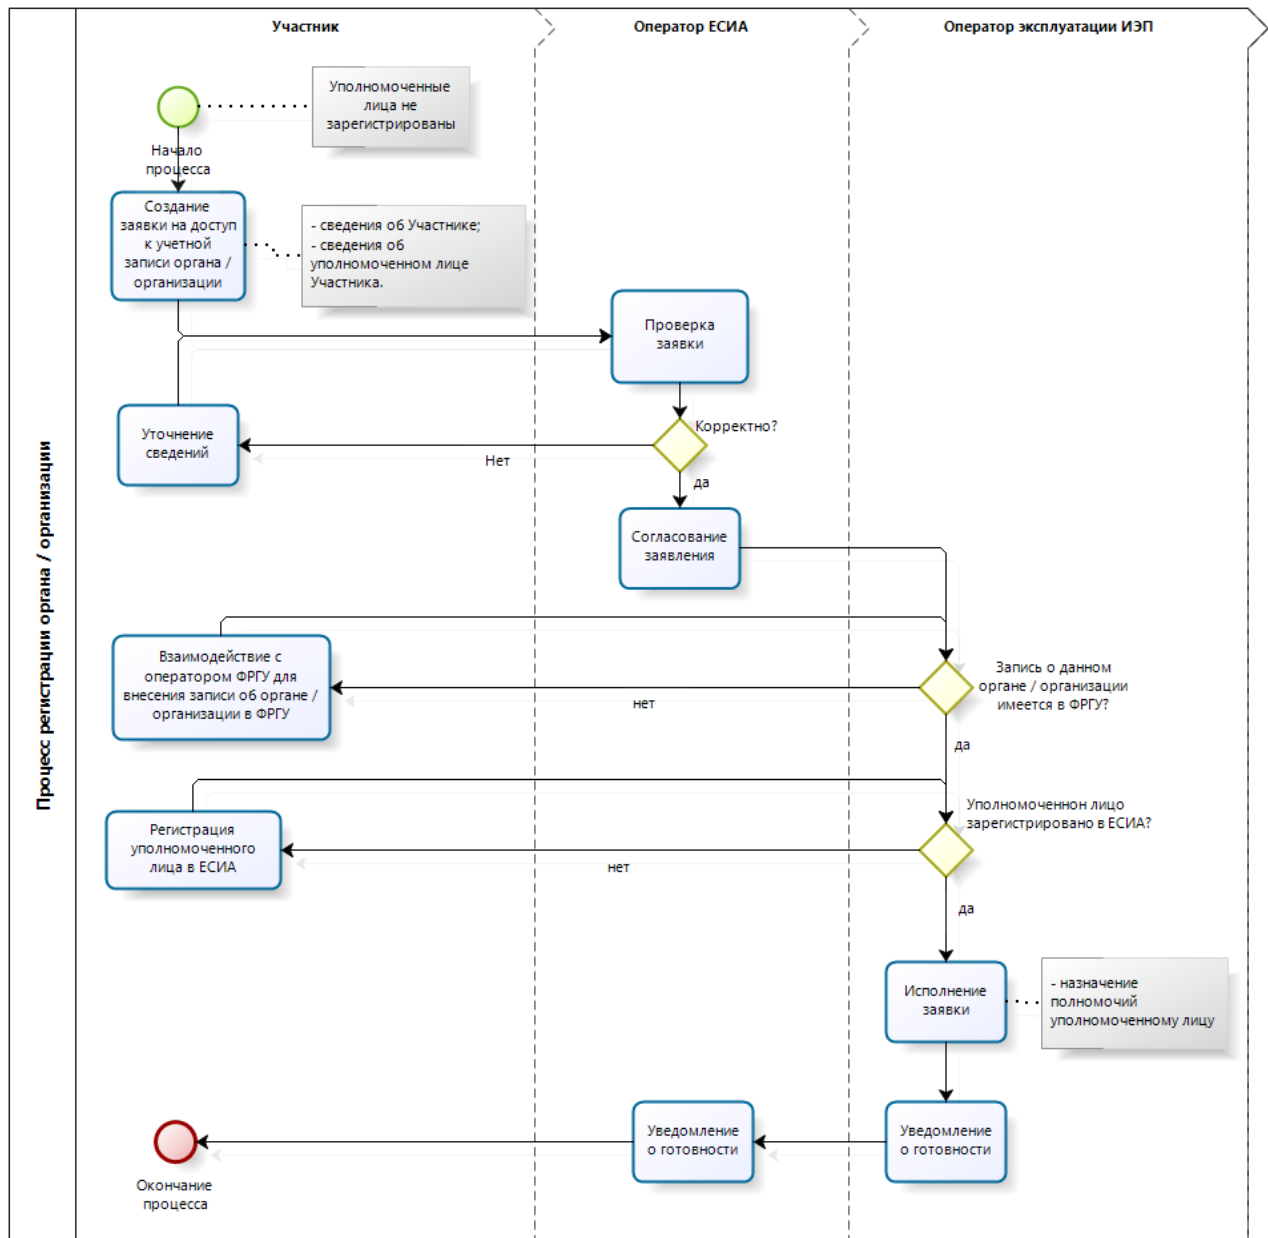 Участник
Оператор ЕСИА
Оператор эксплуатации ИЭП
Процесс регистрации органа / организации
Уполномоченные
лица не
зарегистрированы
Начало
процесса
Создание
заявки на доступ
к учетной
записи органа /
организации
- сведения об Участнике;
- сведения об
уполномоченном лице
Участника.
Проверка
заявки
Корректно?
Уточнение
сведений
Нет
да
Согласование
заявления
Взаимодействие с
оператором ФРГУ для
внесения записи об органе /
организации в ФРГУ
Запись о данном
органе / организации
имеется в ФРГУ?
нет
да
Уполномоченнон лицо
зарегистрировано в ЕСИА?
Регистрация
уполномоченного
лица в ЕСИА
нет
да
Исполнение
заявки
- назначение
полномочий
уполномоченному лицу
Уведомление
о готовности
Уведомление
о готовности
Окончание
процесса